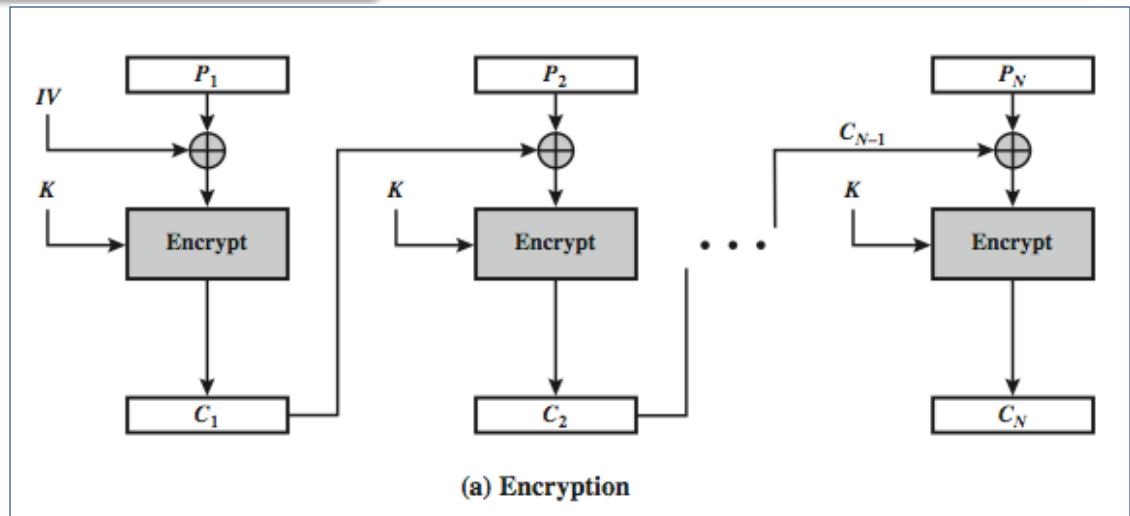 P1 P2 PN
IV
CN−1
K K K
Encrypt Encrypt Encrypt
• • •
C1 C2 CN
(a) Encryption